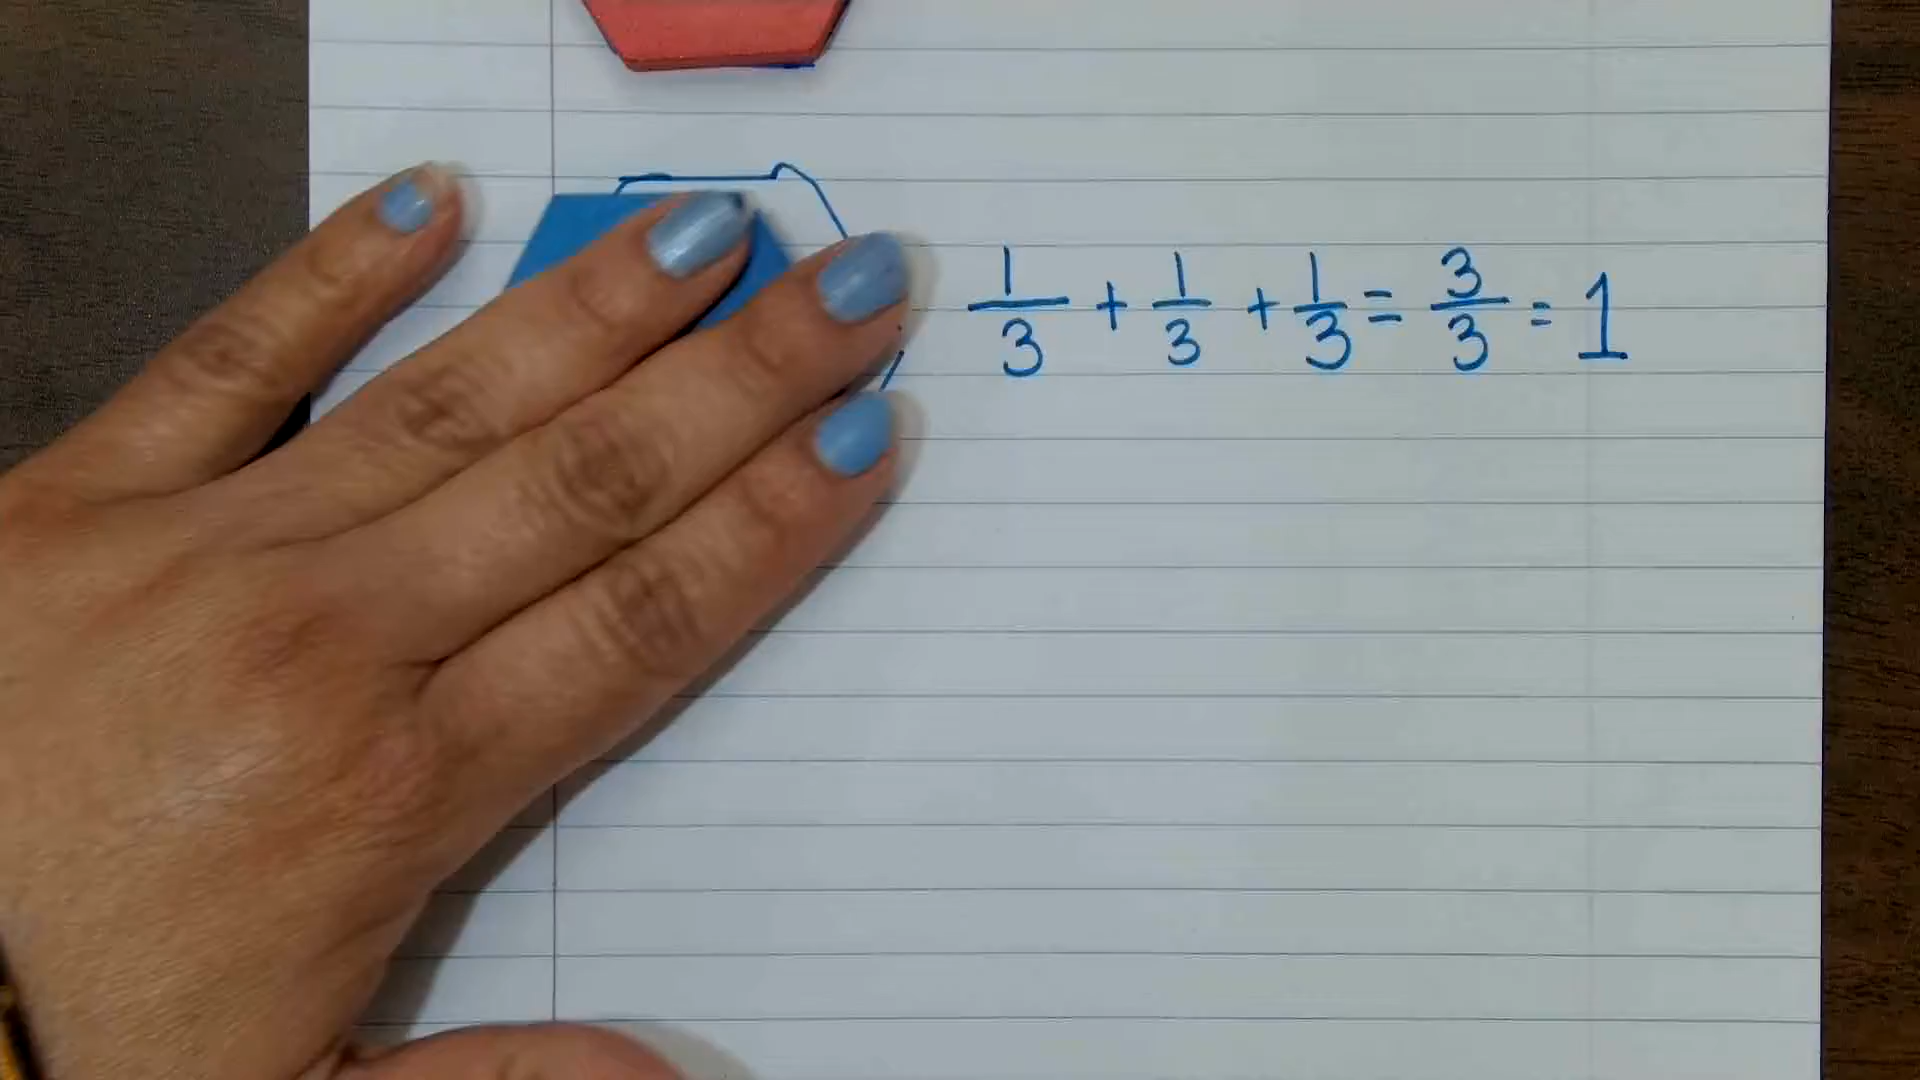 1/3 + 1/3 + 1/3 = 3/3 = 1